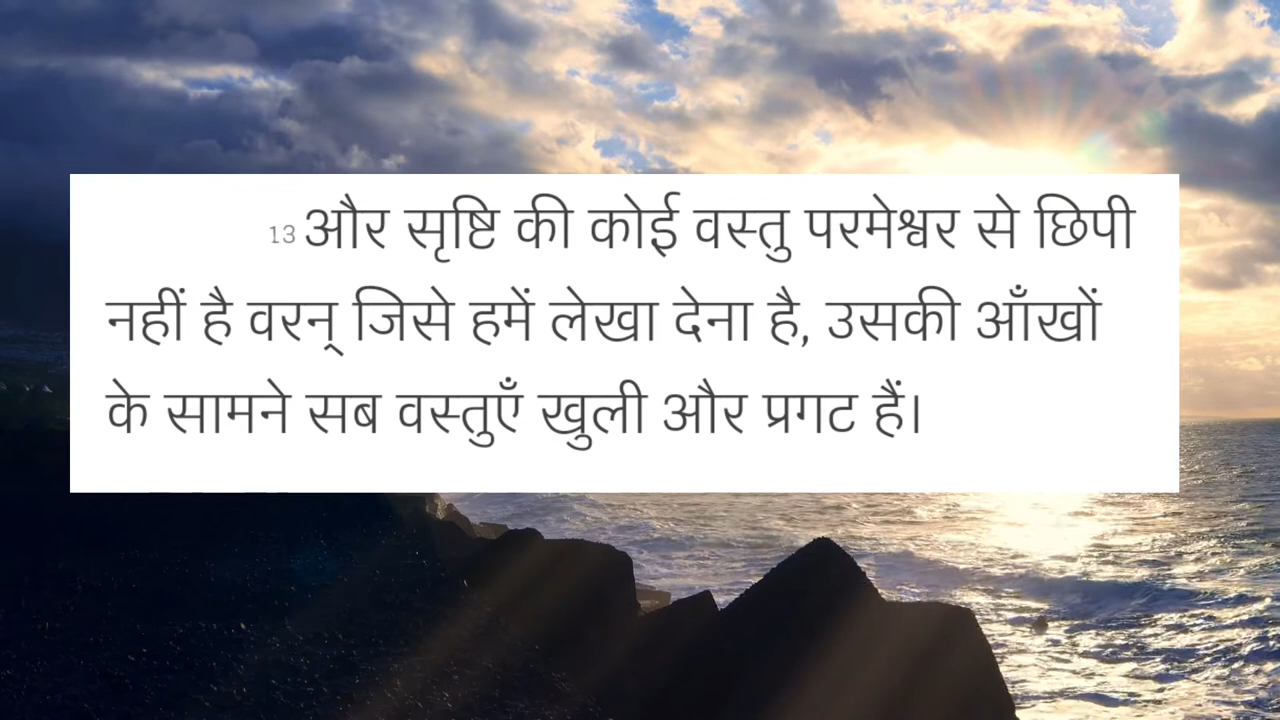 13 और सृष्टि की कोई वस्तु परमेश्वर से छिपी
नहीं है वरन् जिसे हमें लेखा देना है, उसकी आँखों
के सामने सब वस्तुएँ खुली और प्रगट हैं।